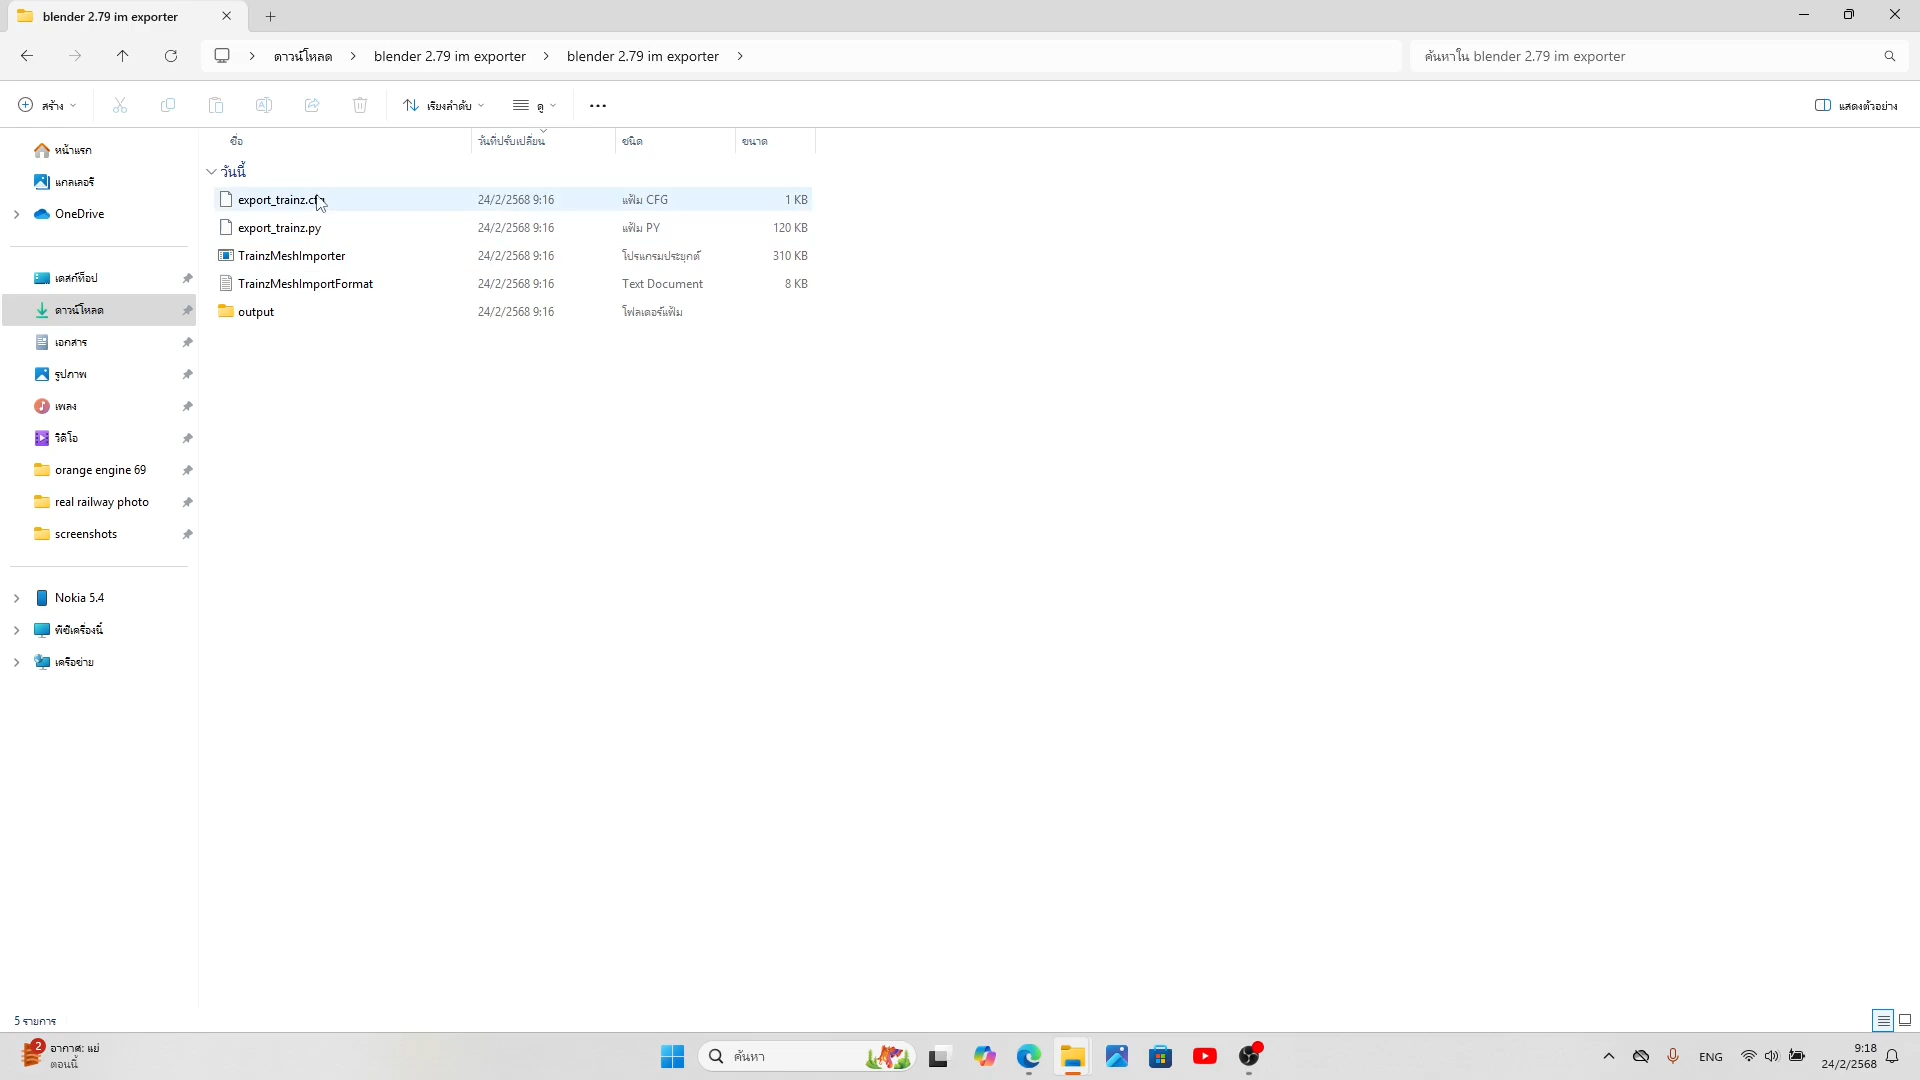 blender 2.79 im exporter
ดาวน์โหลด
blender 2.79 im exporter
blender 2.79 im exporter
ค้นหาใน blender 2.79 im exporter
สร้าง
เรียงลำดับ
ดู
แสดงตัวอย่าง
ชื่อ
วันที่ปรับเปลี่ยน
ชนิด
ขนาด
วันนี้
export_trainz.cfg 24/2/2568 9:16 แฟ้ม CFG 1 KB
export_trainz.py 24/2/2568 9:16 แฟ้ม PY 120 KB
TrainzMeshImporter 24/2/2568 9:16 โปรแกรมประยุกต์ 310 KB
TrainzMeshImportFormat 24/2/2568 9:16 Text Document 8 KB
output 24/2/2568 9:16 โฟลเดอร์แฟ้ม
หน้าแรก
แกลเลอรี
OneDrive
เดสก์ท็อป
ดาวน์โหลด
เอกสาร
รูปภาพ
เพลง
วิดีโอ
orange engine 69
real railway photo
screenshots
Nokia 5.4
พีซีเครื่องนี้
เครือข่าย
5 รายการ
2
อากาศ: แย่
ตอนนี้
ค้นหา
ENG
9:18
24/2/2568